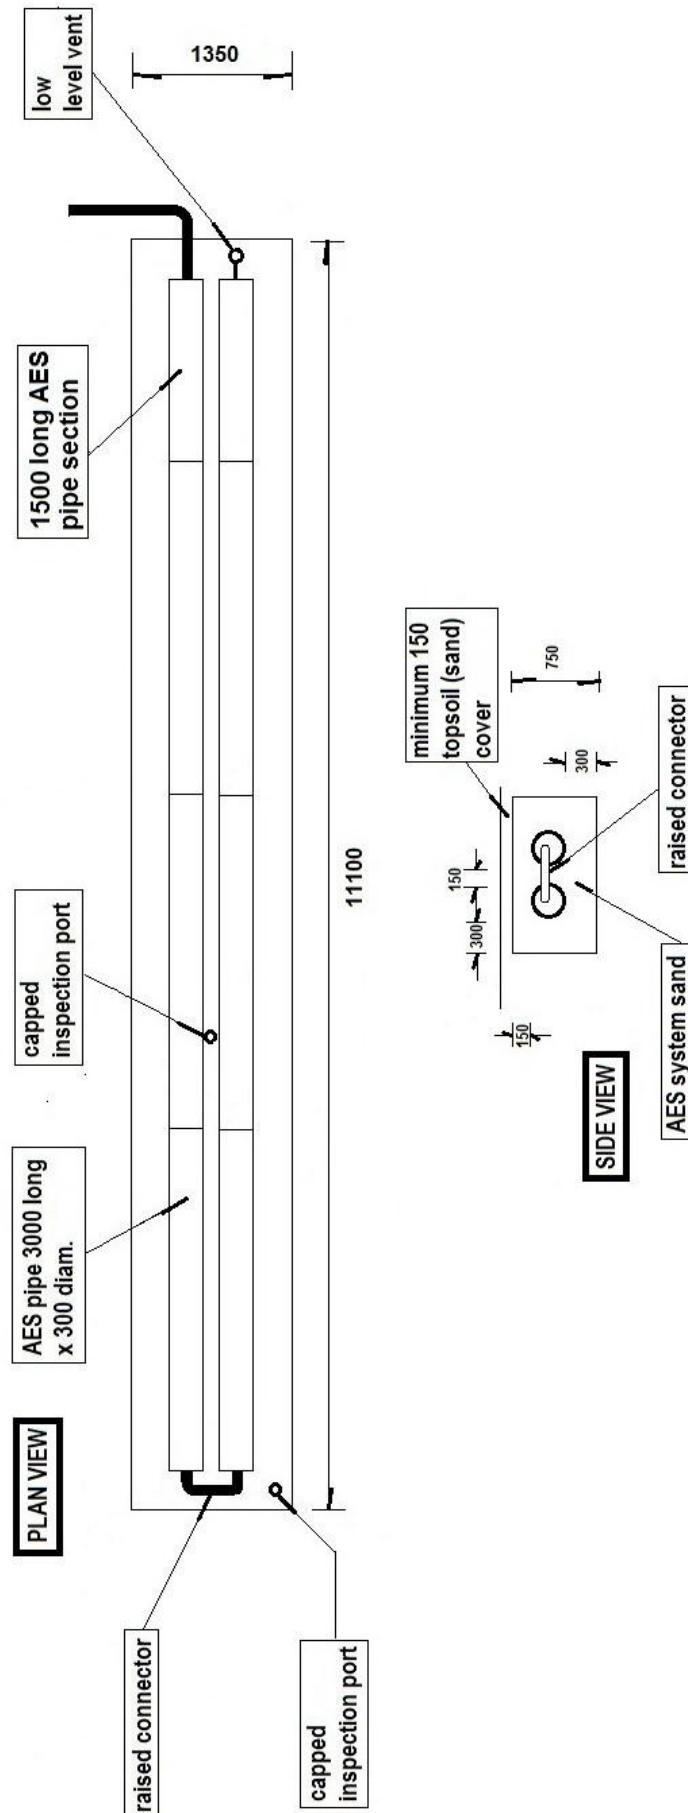 PLAN VIEW
AES pipe 3000 long
x 300 diam.
capped
inspection port
1500 long AES
pipe section
low
level vent
1350
raised connector
capped
inspection port
11100
SIDE VIEW
150
300
150
minimum 150
topsoil (sand)
cover
750
300
AES system sand
raised connector